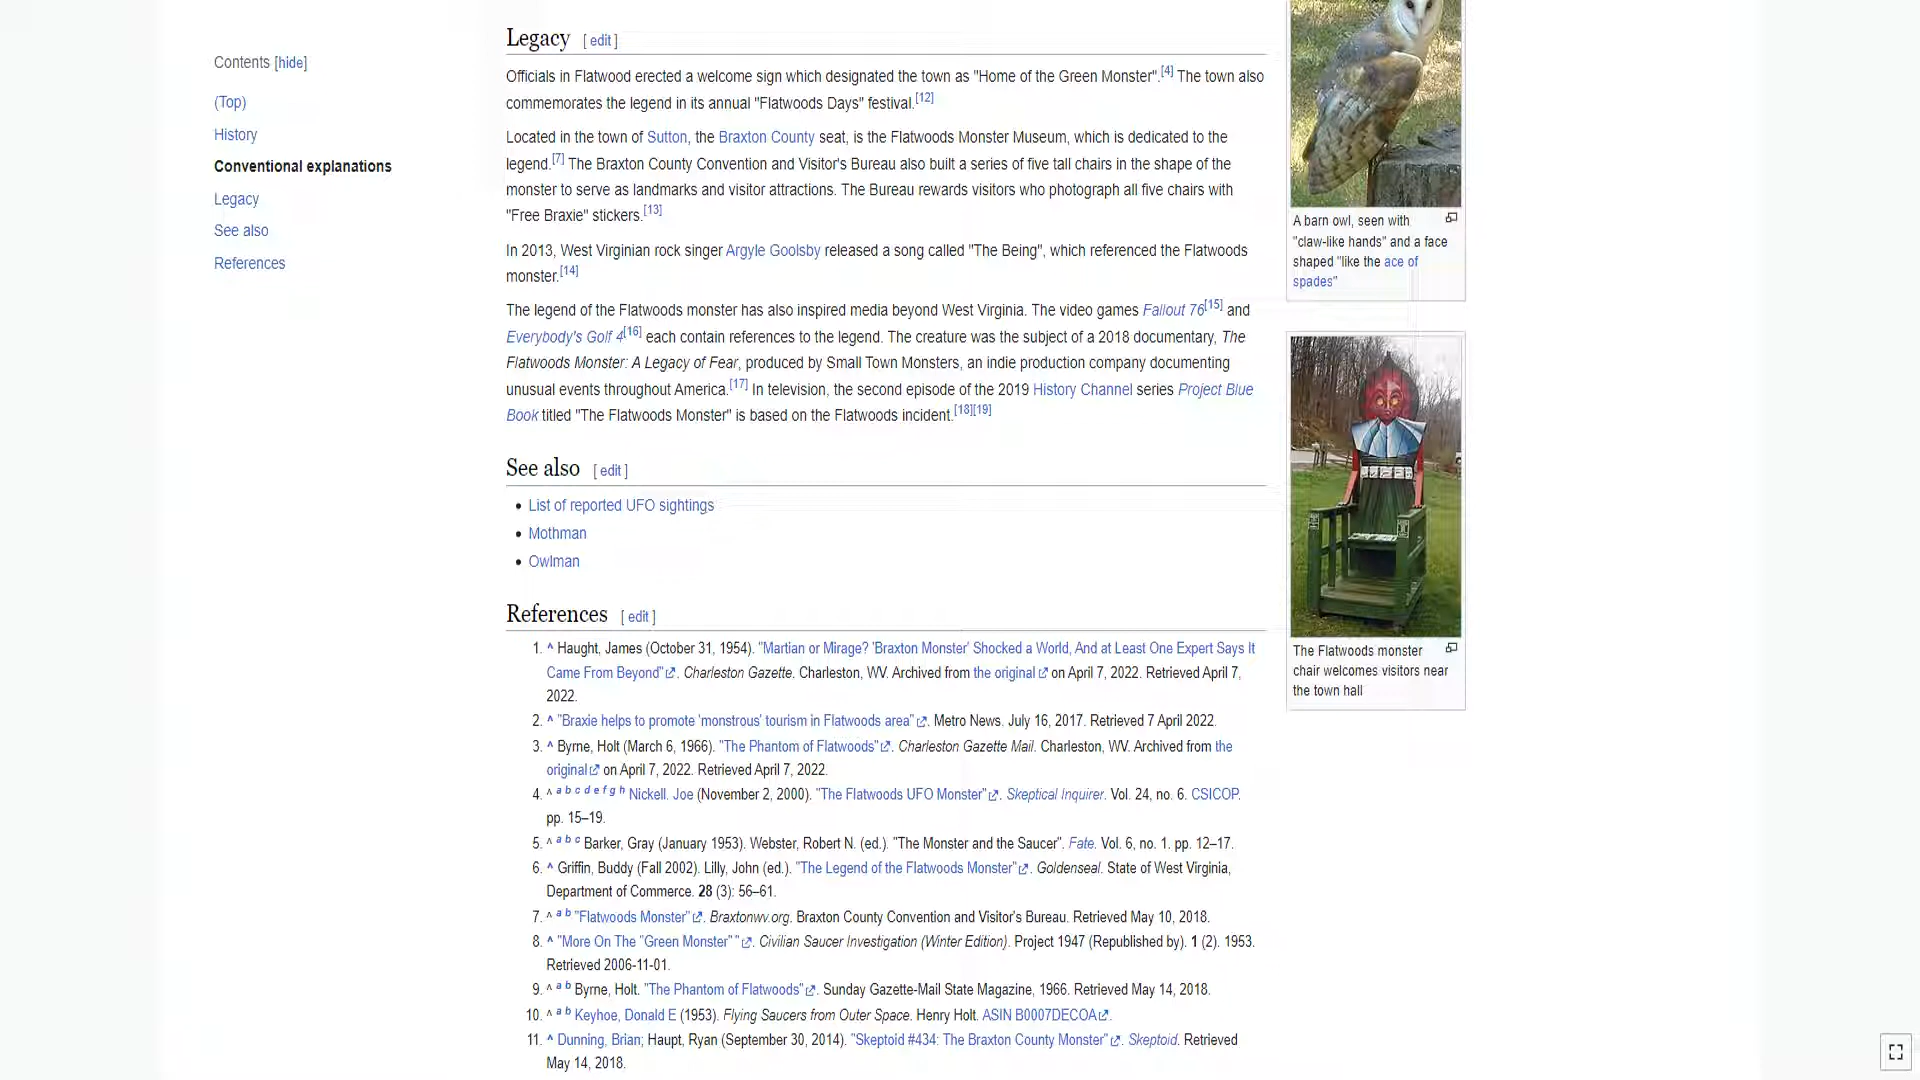 Contents [hide]
(Top)
History
Conventional explanations
Legacy
See also
References
Legacy [ edit ]
Officials in Flatwood erected a welcome sign which designated the town as "Home of the Green Monster".[4] The town also
commemorates the legend in its annual "Flatwoods Days" festival.[12]
Located in the town of Sutton, the Braxton County seat, is the Flatwoods Monster Museum, which is dedicated to the
legend.[7] The Braxton County Convention and Visitor's Bureau also built a series of five tall chairs in the shape of the
monster to serve as landmarks and visitor attractions. The Bureau rewards visitors who photograph all five chairs with
"Free Braxie" stickers.[13]
In 2013, West Virginian rock singer Argyle Goolsby released a song called "The Being", which referenced the Flatwoods
monster.[14]
The legend of the Flatwoods monster has also inspired media beyond West Virginia. The video games Fallout 76[15] and
Everybody's Golf 4[16] each contain references to the legend. The creature was the subject of a 2018 documentary, The
Flatwoods Monster: A Legacy of Fear, produced by Small Town Monsters, an indie production company documenting
unusual events throughout America.[17] In television, the second episode of the 2019 History Channel series Project Blue
Book titled "The Flatwoods Monster" is based on the Flatwoods incident.[18][19]
See also [ edit ]
• List of reported UFO sightings
• Mothman
• Owlman
References [ edit ]
1. ^ Haught, James (October 31, 1954). "Martian or Mirage? 'Braxton Monster' Shocked a World, And at Least One Expert Says It
Came From Beyond". Charleston Gazette. Charleston, WV. Archived from the original on April 7, 2022. Retrieved April 7,
2022.
2. ^ "Braxie helps to promote 'monstrous' tourism in Flatwoods area". Metro News. July 16, 2017. Retrieved 7 April 2022.
3. ^ Byrne, Holt (March 6, 1966). "The Phantom of Flatwoods". Charleston Gazette Mail. Charleston, WV. Archived from the
original on April 7, 2022. Retrieved April 7, 2022.
4. ^ a b c d e f g h Nickell. Joe (November 2, 2000). "The Flatwoods UFO Monster". Skeptical Inquirer. Vol. 24, no. 6. CSICOP.
pp. 15–19.
5. ^ a b c Barker, Gray (January 1953). Webster, Robert N. (ed.). "The Monster and the Saucer". Fate. Vol. 6, no. 1. pp. 12–17.
6. ^ Griffin, Buddy (Fall 2002). Lilly, John (ed.). "The Legend of the Flatwoods Monster". Goldenseal. State of West Virginia,
Department of Commerce. 28 (3): 56–61.
7. ^ a b "Flatwoods Monster". Braxtonwv.org. Braxton County Convention and Visitor's Bureau. Retrieved May 10, 2018.
8. ^ "More On The "Green Monster" ". Civilian Saucer Investigation (Winter Edition). Project 1947 (Republished by). 1 (2). 1953.
Retrieved 2006-11-01.
9. ^ a b Byrne, Holt. "The Phantom of Flatwoods". Sunday Gazette-Mail State Magazine, 1966. Retrieved May 14, 2018.
10. ^ a b Keyhoe, Donald E (1953). Flying Saucers from Outer Space. Henry Holt. ASIN B0007DECOA.
11. ^ Dunning, Brian; Haupt, Ryan (September 30, 2014). "Skeptoid #434: The Braxton County Monster". Skeptoid. Retrieved
May 14, 2018.
A barn owl, seen with
"claw-like hands" and a face
shaped "like the ace of
spades"
The Flatwoods monster
chair welcomes visitors near
the town hall